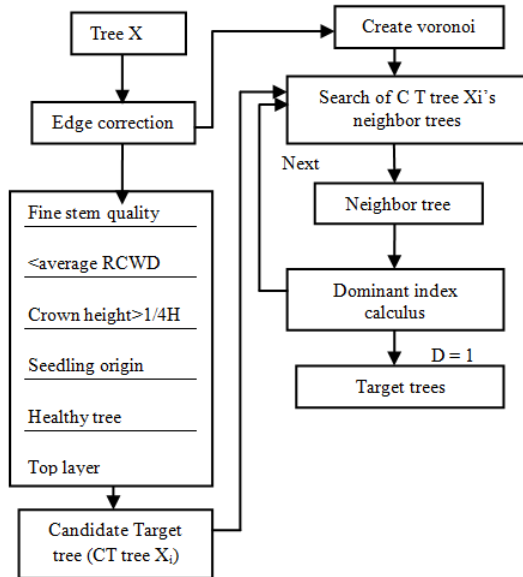 Tree X
Edge correction
Fine stem quality
<average RCWD
Crown height>1/4H
Seedling origin
Healthy tree
Top layer
Candidate Target
tree (CT tree Xi)
Create voronoi
Search of C T tree Xi’s
neighbor trees
Next
Neighbor tree
Dominant index
calculus
D = 1
Target trees